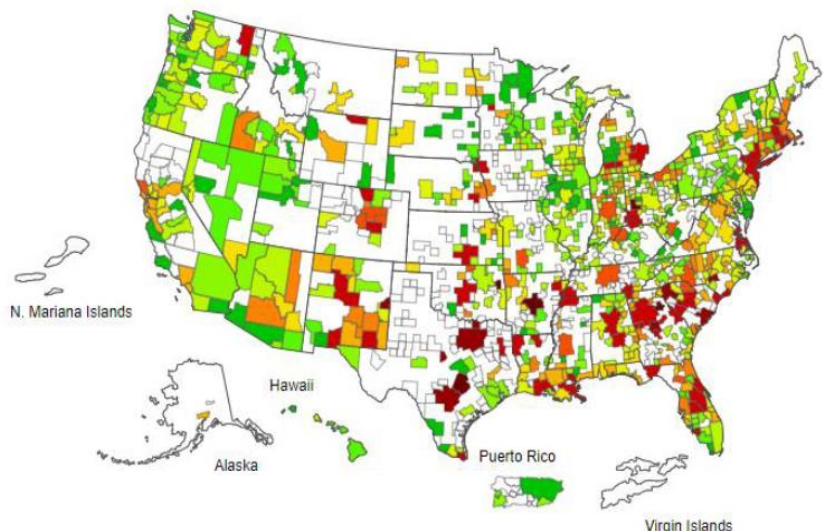 N. Mariana Islands
Hawaii
Alaska
Puerto Rico
Virgin Islands